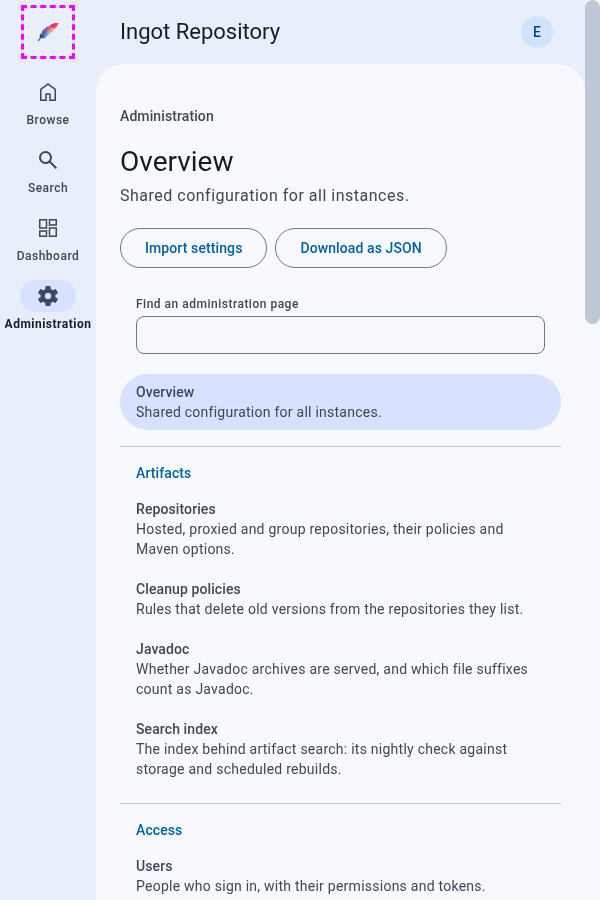 Ingot Repository
E
Browse
Search
Dashboard
Administration
Administration
Overview
Shared configuration for all instances.
Import settings
Download as JSON
Find an administration page
Overview
Shared configuration for all instances.
Artifacts
Repositories
Hosted, proxied and group repositories, their policies and
Maven options.
Cleanup policies
Rules that delete old versions from the repositories they list.
Javadoc
Whether Javadoc archives are served, and which file suffixes
count as Javadoc.
Search index
The index behind artifact search: its nightly check against
storage and scheduled rebuilds.
Access
Users
People who sign in, with their permissions and tokens.